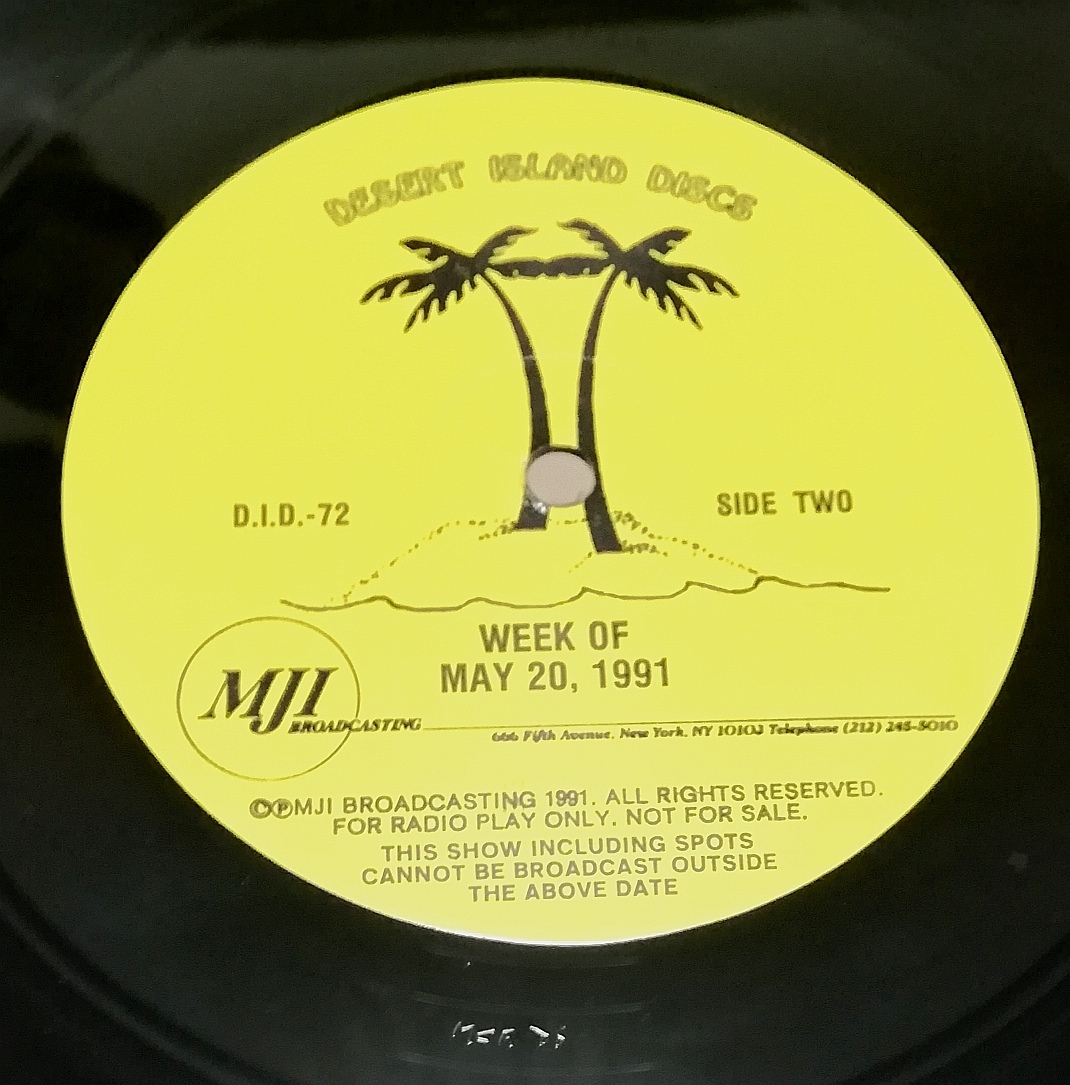 DESERT ISLAND DISCS
D.I.D.-72
SIDE TWO
WEEK OF
MAY 20, 1991
MJI
BROADCASTING
666 Fifth Avenue, New York, NY 10103 Telephone (212) 245-5010
©℗MJI BROADCASTING 1991. ALL RIGHTS RESERVED.
FOR RADIO PLAY ONLY. NOT FOR SALE.
THIS SHOW INCLUDING SPOTS
CANNOT BE BROADCAST OUTSIDE
THE ABOVE DATE